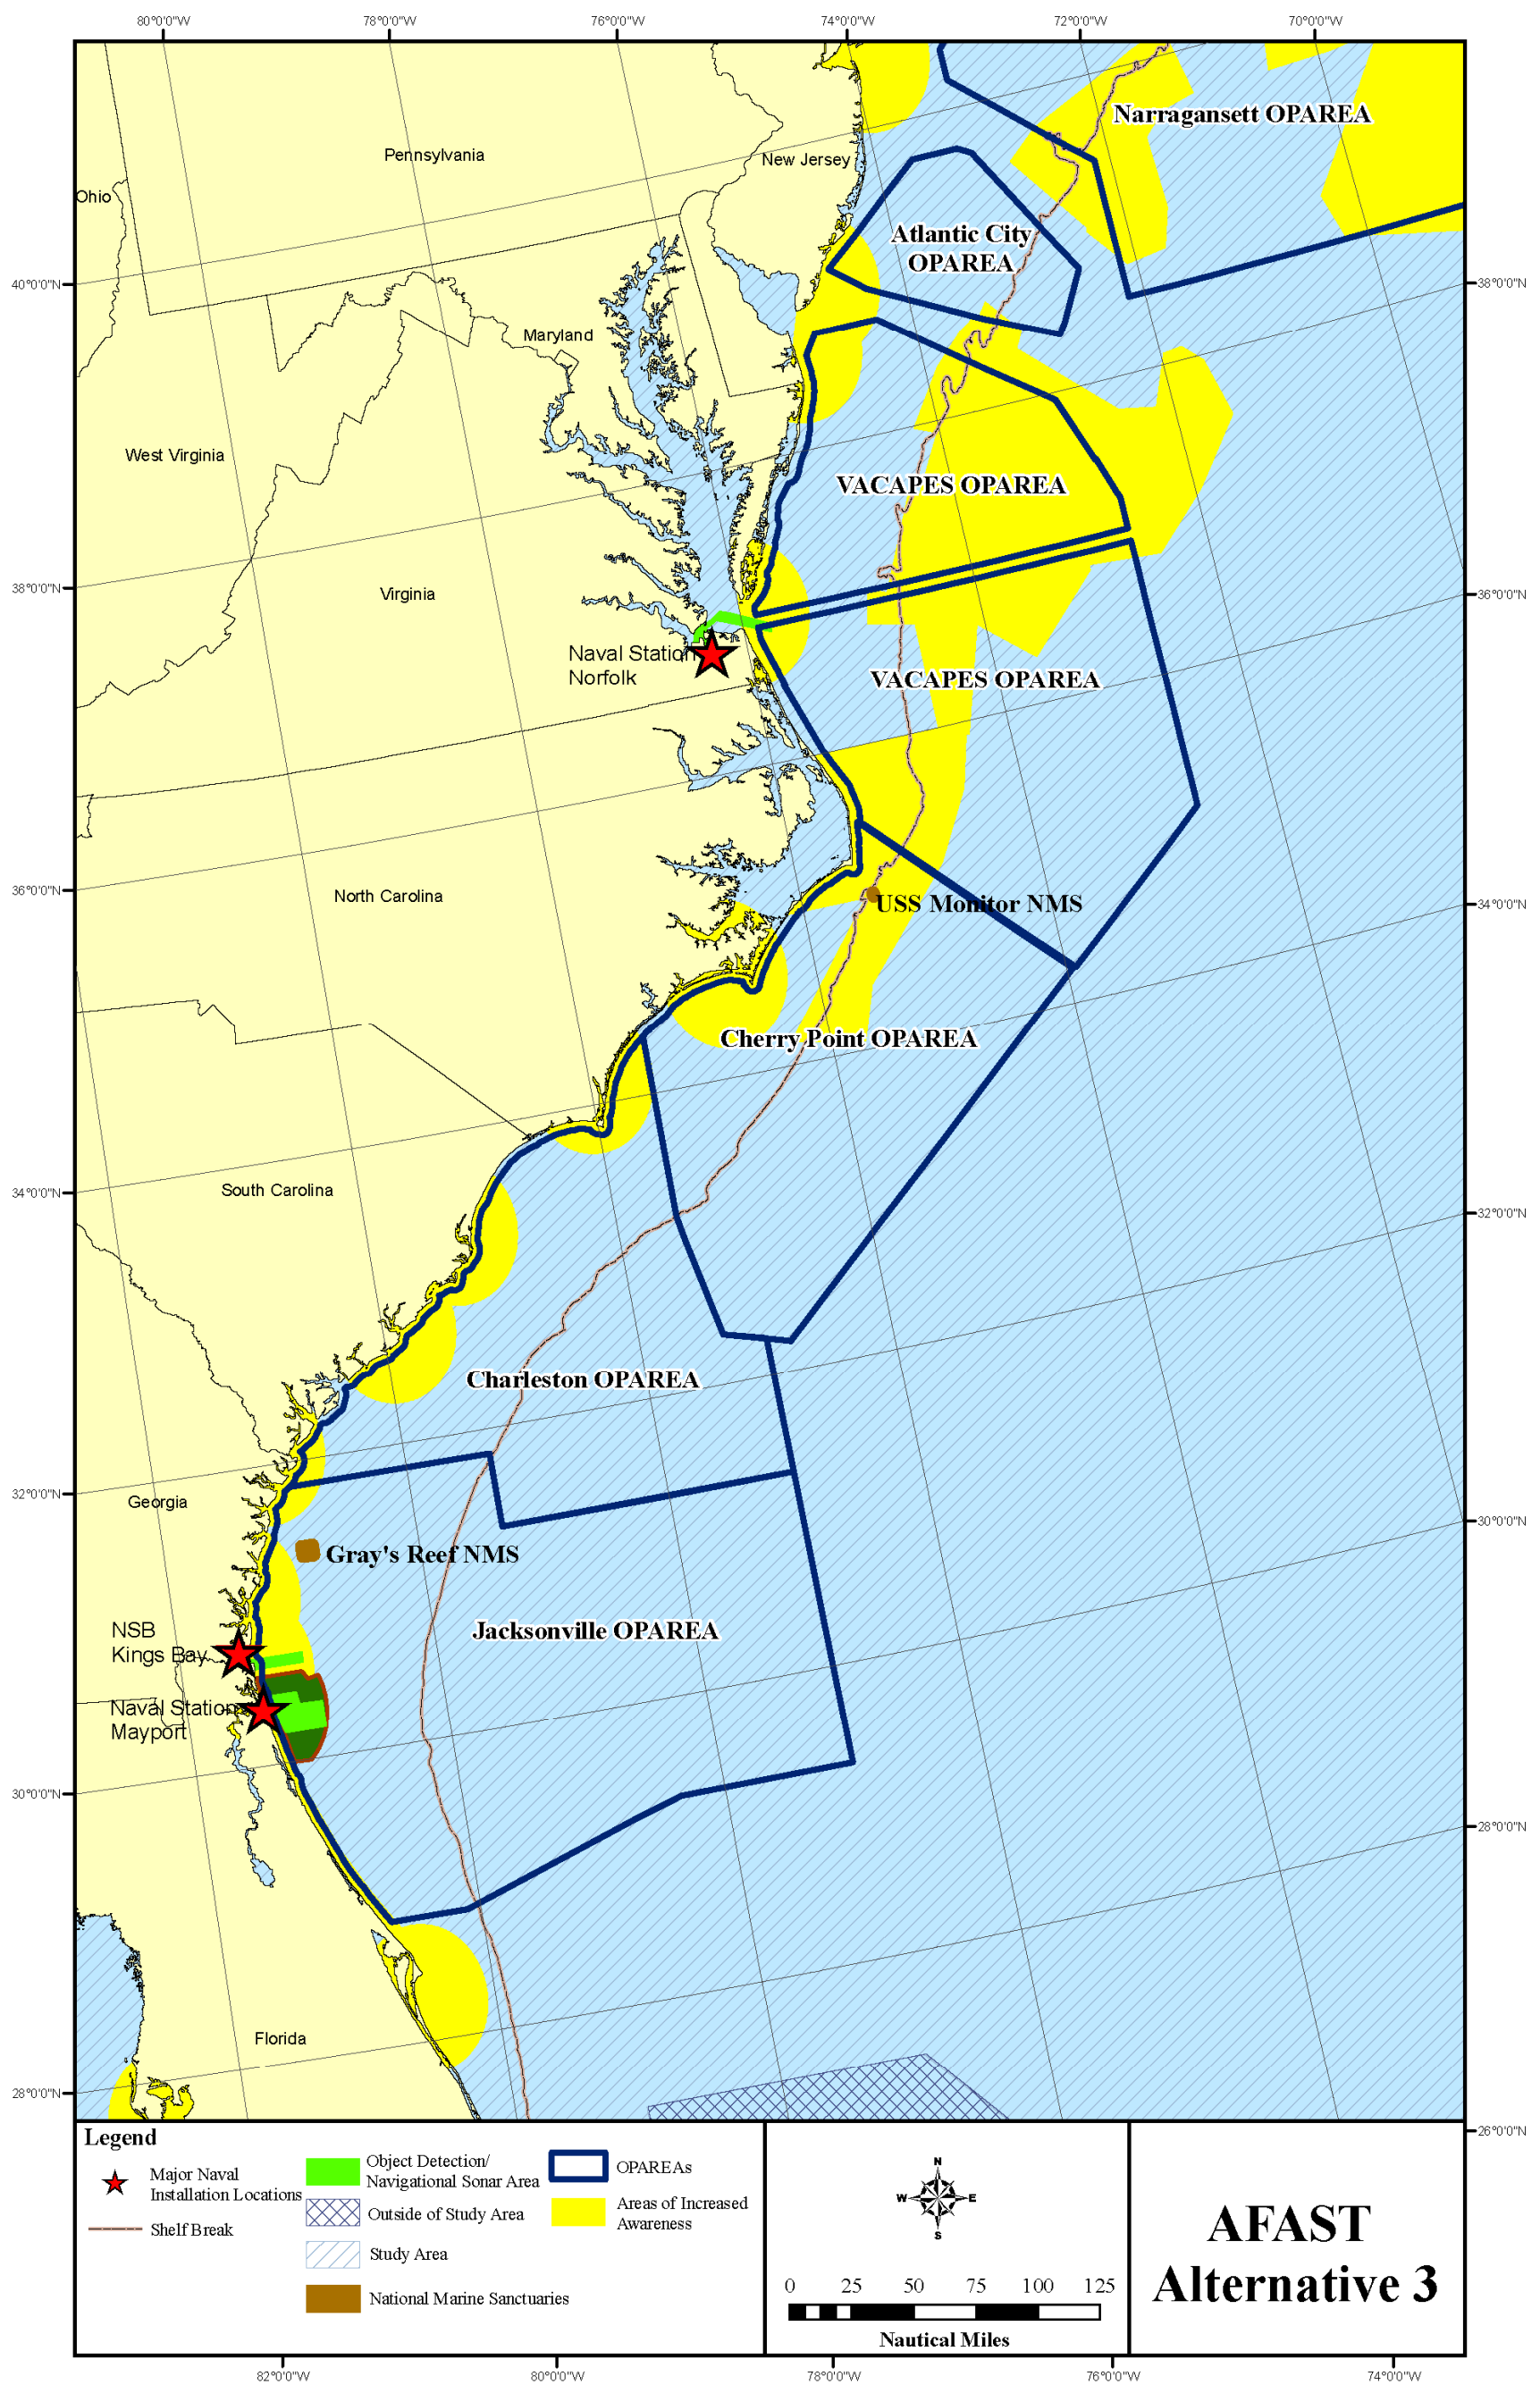 80°0'0"W
78°0'0"W
76°0'0"W
74°0'0"W
72°0'0"W
70°0'0"W
Narragansett OPAREA
Pennsylvania
New Jersey
Ohio
Atlantic City
OPAREA
40°0'0"N
38°0'0"N
Maryland
West Virginia
VACAPES OPAREA
38°0'0"N
36°0'0"N
Virginia
Naval Station
Norfolk
VACAPES OPAREA
36°0'0"N
North Carolina
USS Monitor NMS
34°0'0"N
Cherry Point OPAREA
34°0'0"N
South Carolina
32°0'0"N
Charleston OPAREA
32°0'0"N
Georgia
30°0'0"N
Gray's Reef NMS
NSB
Kings Bay
Jacksonville OPAREA
Naval Station
Mayport
30°0'0"N
28°0'0"N
Florida
28°0'0"N
26°0'0"N
Legend
Major Naval
Installation Locations
Shelf Break
Object Detection/
Navigational Sonar Area
Outside of Study Area
Study Area
National Marine Sanctuaries
OPAREAs
Areas of Increased
Awareness
N
W
E
S
0 25 50 75 100 125
Nautical Miles
AFAST
Alternative 3
82°0'0"W
80°0'0"W
78°0'0"W
76°0'0"W
74°0'0"W